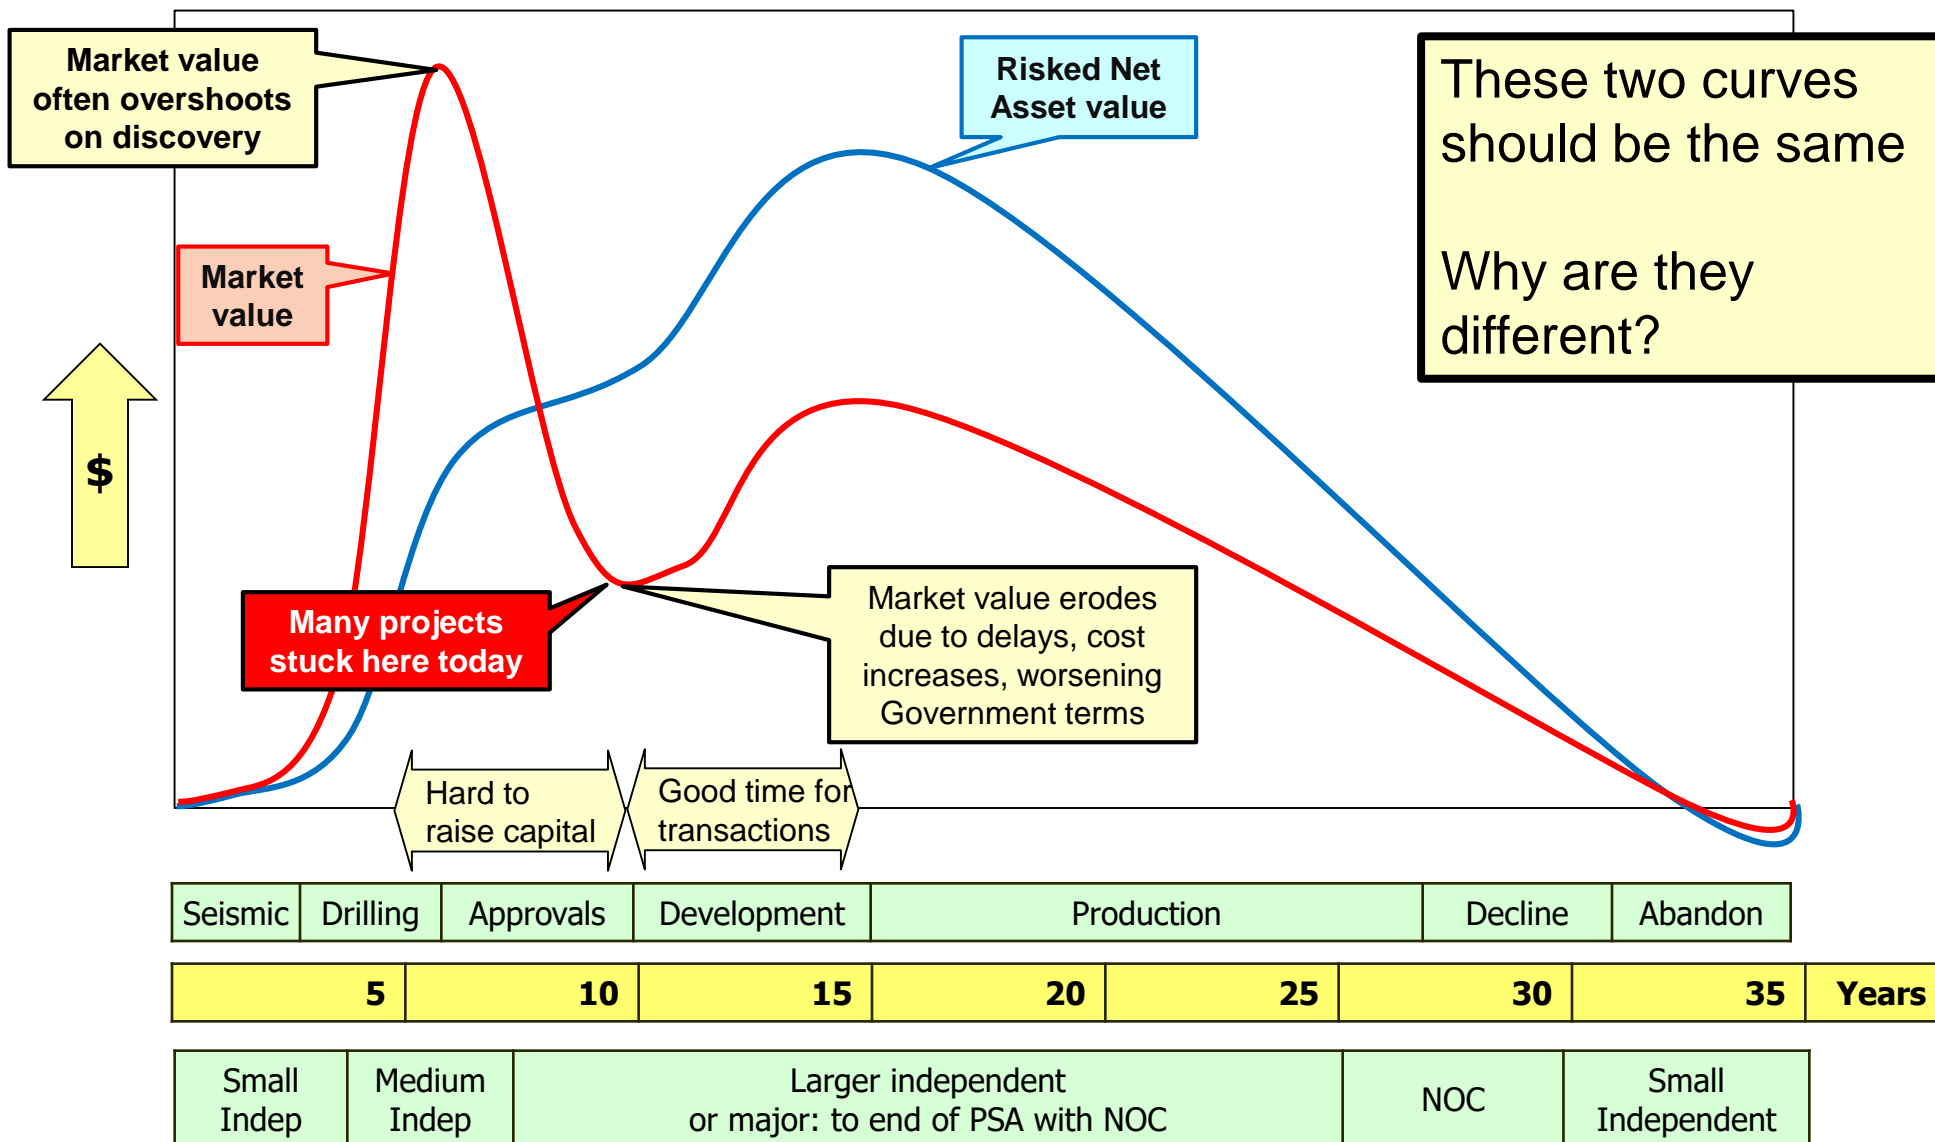 Market value
often overshoots
on discovery
Risked Net
Asset value
These two curves
should be the same
Why are they
different?
Market
value
$
Many projects
stuck here today
Market value erodes
due to delays, cost
increases, worsening
Government terms
Hard to
raise capital
Good time for
transactions
Seismic Drilling Approvals Development Production Decline Abandon
5 10 15 20 25 30 35 Years
Small
Indep
Medium
Indep
Larger independent
or major: to end of PSA with NOC
NOC
Small
Independent